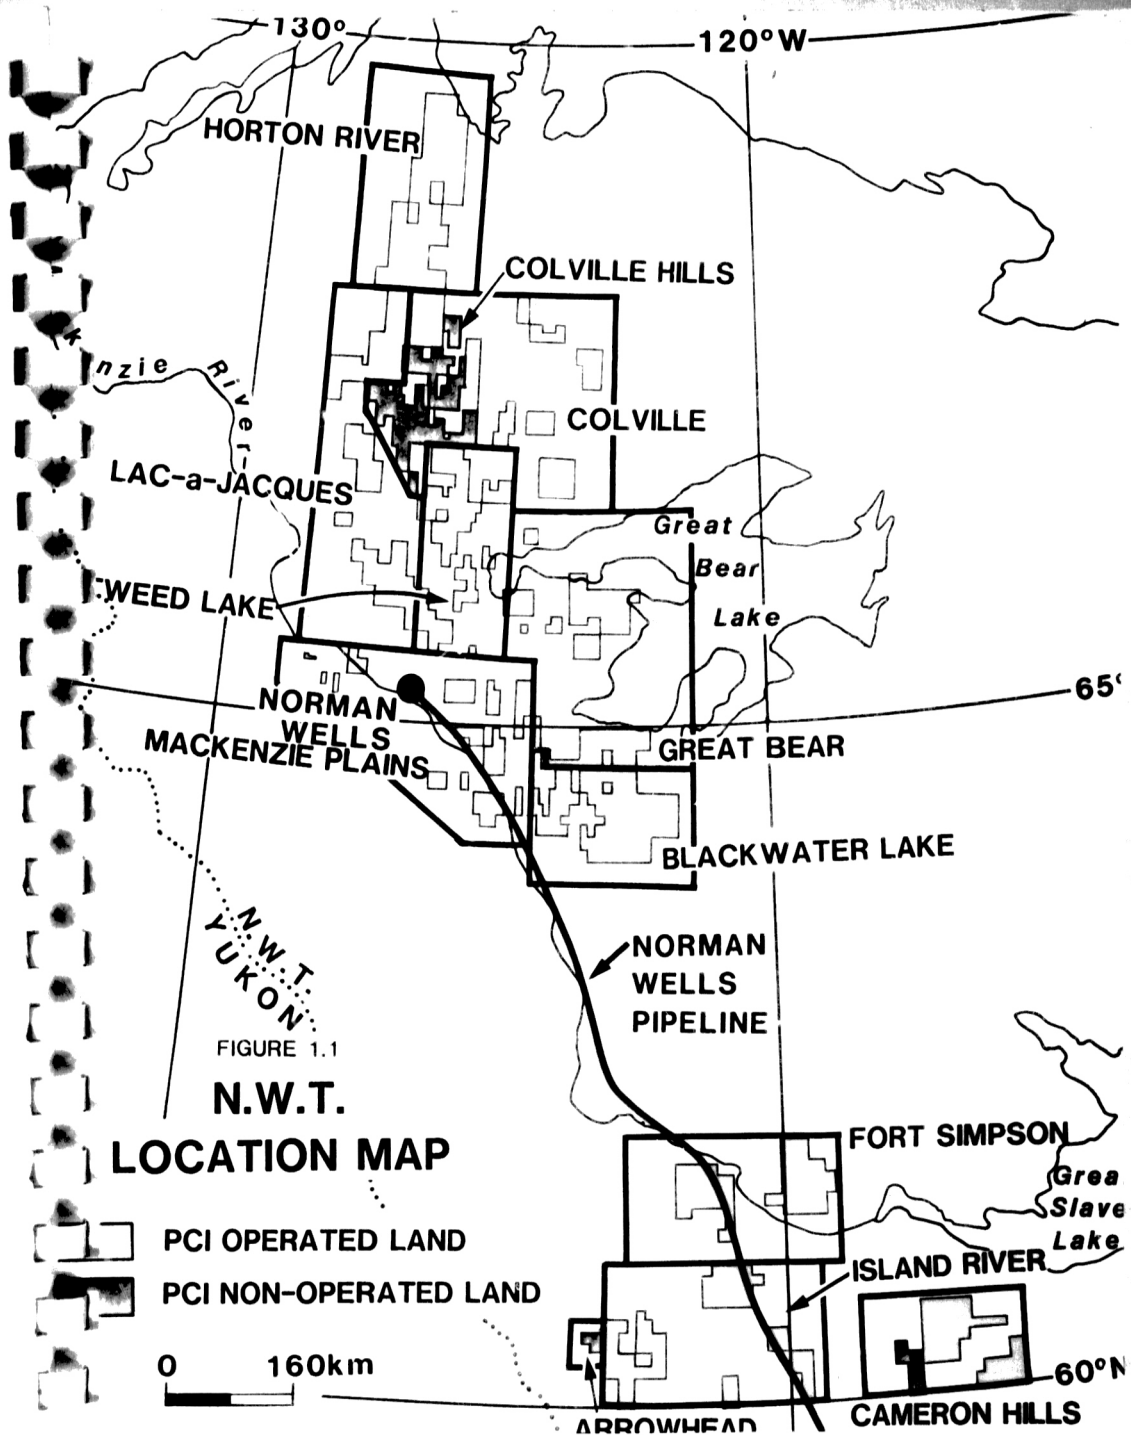 130°
120°W
HORTON RIVER
COLVILLE HILLS
nzie
River
COLVILLE
LAC-a-JACQUES
Great
Bear
Lake
WEED LAKE
65°
NORMAN
WELLS
MACKENZIE PLAINS
GREAT BEAR
BLACKWATER LAKE
N.W.T.
YUKON
NORMAN
WELLS
PIPELINE
FIGURE 1.1
N.W.T.
LOCATION MAP
FORT SIMPSON
Grea
Slave
Lake
PCI OPERATED LAND
ISLAND RIVER
PCI NON-OPERATED LAND
0 160km
60°N
CAMERON HILLS
ARROWHEAD